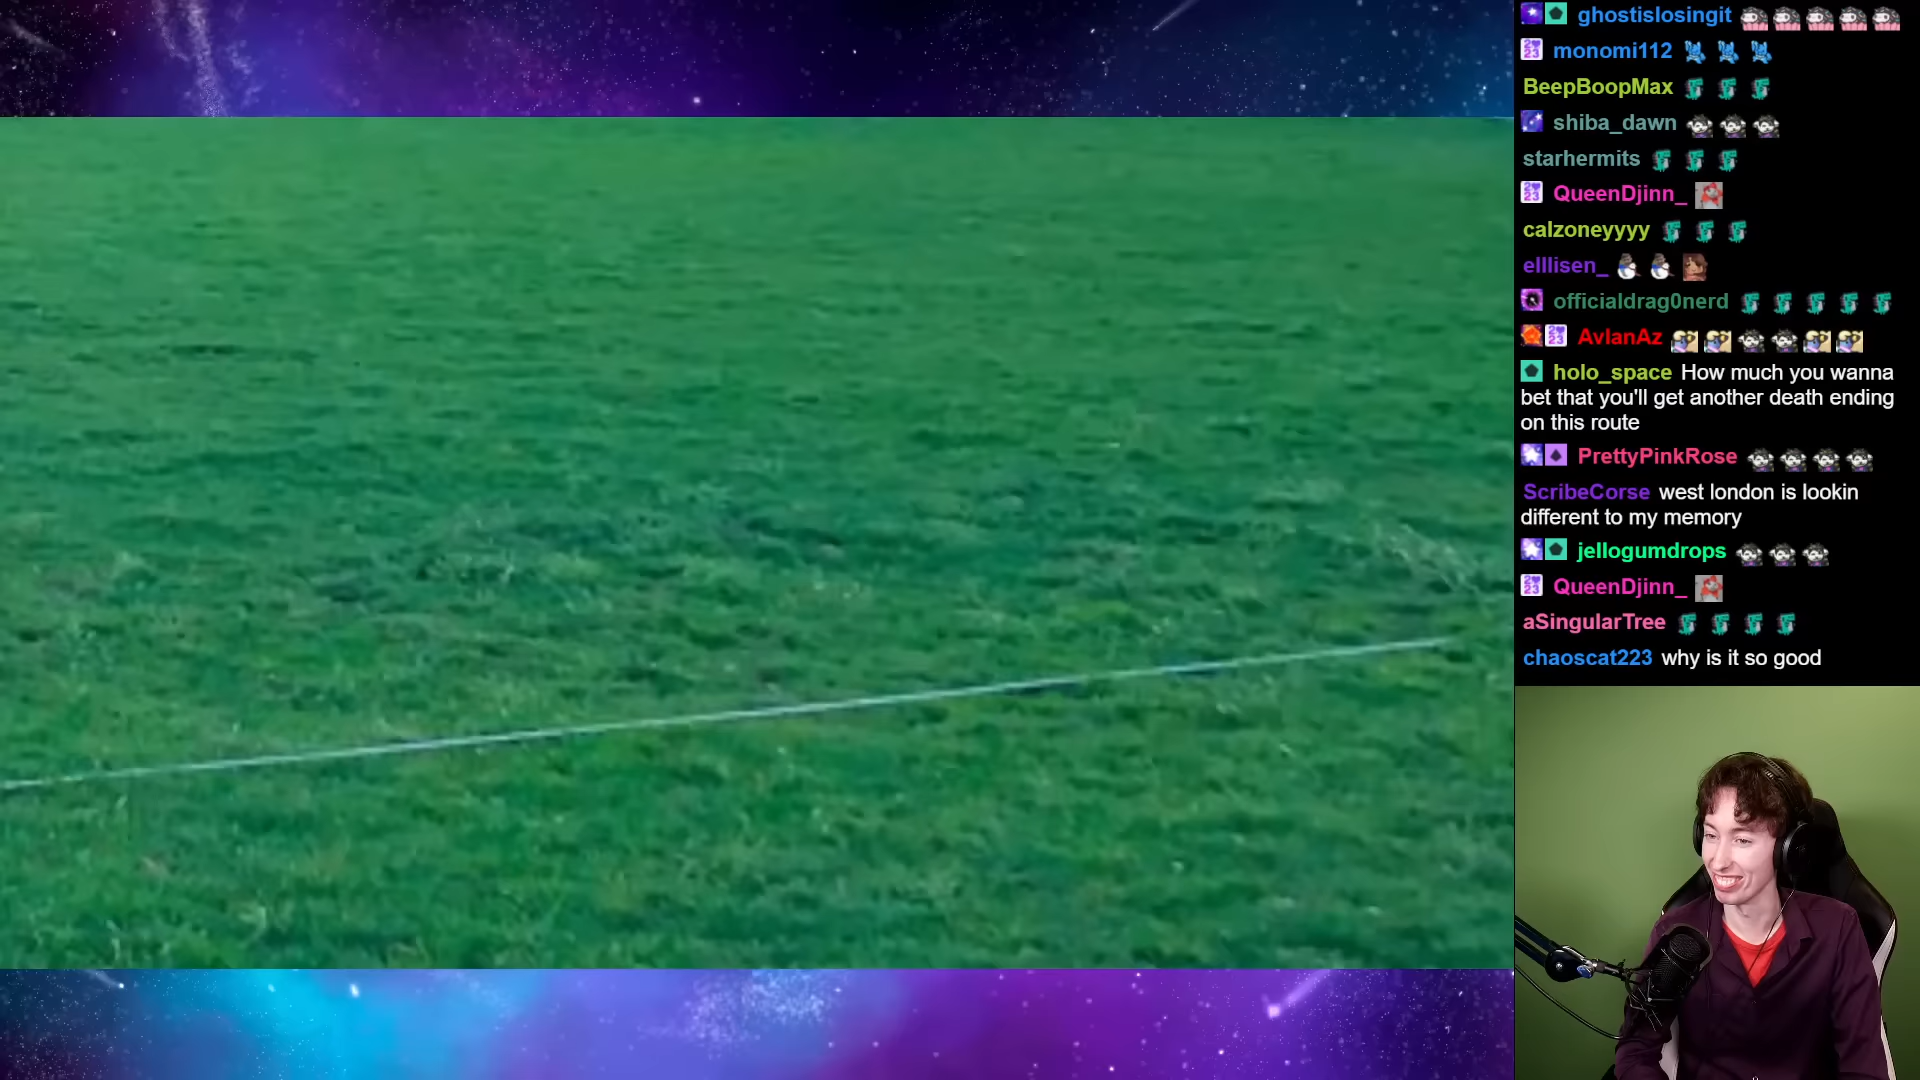 ghostislosingit
monomi112
BeepBoopMax
shiba_dawn
starhermits
QueenDjinn_
calzoneyyyy
elllisen_
officialdrag0nerd
AvlanAz
holo_space How much you wanna
bet that you'll get another death ending
on this route
PrettyPinkRose
ScribeCorse west london is lookin
different to my memory
jellogumdrops
QueenDjinn_
aSingularTree
chaoscat223 why is it so good